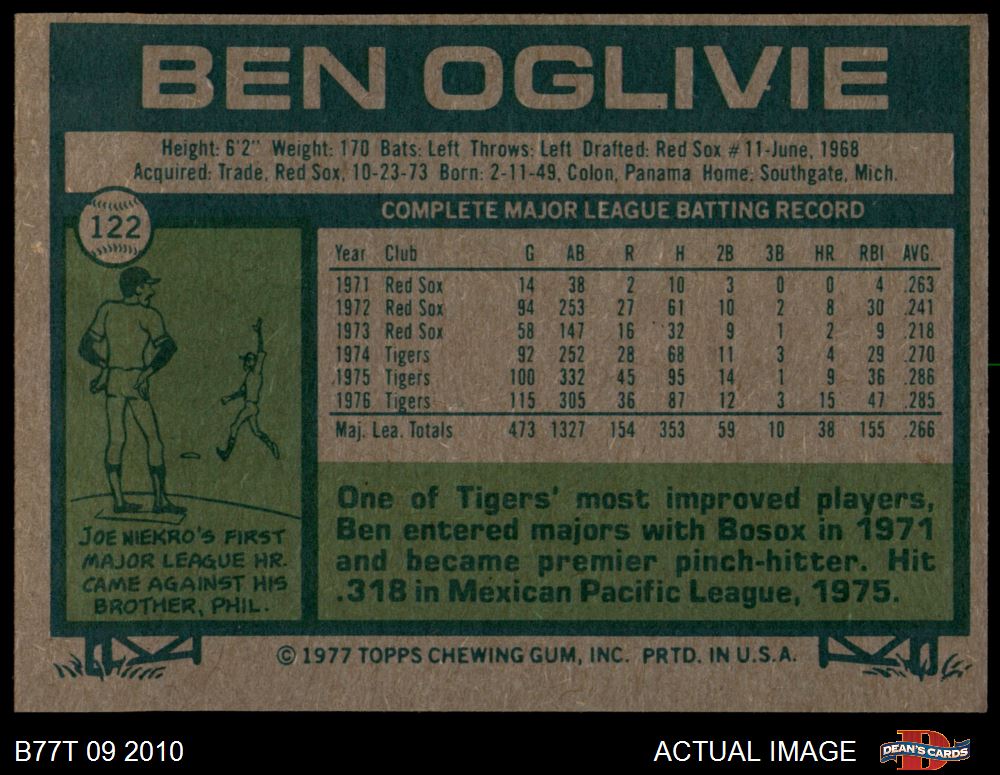 BEN OGLIVIE
Height: 6'2" Weight: 170 Bats: Left Throws: Left Drafted: Red Sox #11-June, 1968
Acquired: Trade, Red Sox, 10-23-73 Born: 2-11-49, Colon, Panama Home: Southgate, Mich.
122
COMPLETE MAJOR LEAGUE BATTING RECORD
Year Club G AB R H 2B 3B HR RBI AVG.
1971 Red Sox 14 38 2 10 3 0 0 4 .263
1972 Red Sox 94 253 27 61 10 2 8 30 .241
1973 Red Sox 58 147 16 32 9 1 2 9 .218
1974 Tigers 92 252 28 68 11 3 4 29 .270
1975 Tigers 100 332 45 95 14 1 9 36 .286
1976 Tigers 115 305 36 87 12 3 15 47 .285
Maj. Lea. Totals 473 1327 154 353 59 10 38 155 .266
JOE NIEKRO'S FIRST
MAJOR LEAGUE HR.
CAME AGAINST HIS
BROTHER, PHIL.
One of Tigers' most improved players,
Ben entered majors with Bosox in 1971
and became premier pinch-hitter. Hit
.318 in Mexican Pacific League, 1975.
© 1977 TOPPS CHEWING GUM, INC. PRTD. IN U.S.A.
B77T 09 2010
ACTUAL IMAGE
D
DEAN'S CARDS